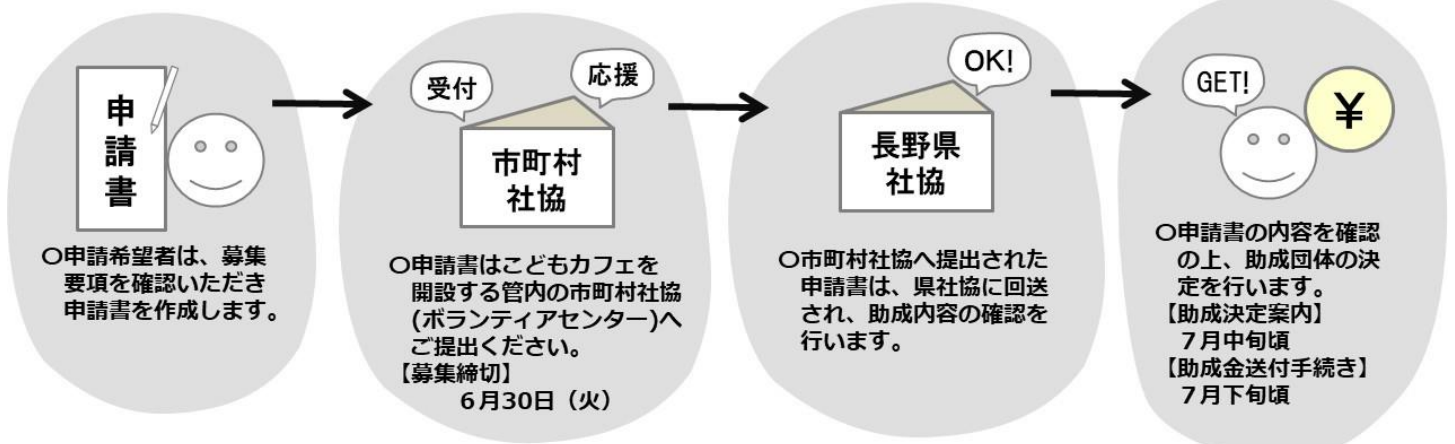 申
請
書
〇申請希望者は、募集
要項を確認いただき
申請書を作成します。
受付
応援
市町村
社協
〇申請書はこどもカフェを
開設する管内の市町村社協
(ボランティアセンター)へ
ご提出ください。
【募集締切】
６月30日（火）
OK!
長野県
社協
〇市町村社協へ提出された
申請書は、県社協に回送
され、助成内容の確認を
行います。
GET!
¥
〇申請書の内容を確認
の上、助成団体の決
定を行います。
【助成決定案内】
７月中旬頃
【助成金送付手続き】
７月下旬頃